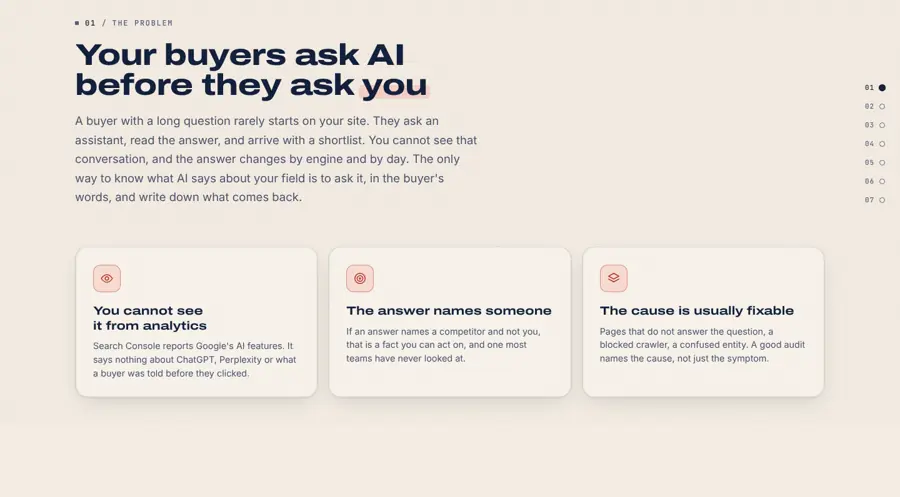 01 / THE PROBLEM
Your buyers ask AI
before they ask you
A buyer with a long question rarely starts on your site. They ask an
assistant, read the answer, and arrive with a shortlist. You cannot see that
conversation, and the answer changes by engine and by day. The only
way to know what AI says about your field is to ask it, in the buyer's
words, and write down what comes back.
01
02
03
04
05
06
07
You cannot see
it from analytics
Search Console reports Google's AI features. It
says nothing about ChatGPT, Perplexity or what
a buyer was told before they clicked.
The answer names someone
If an answer names a competitor and not you,
that is a fact you can act on, and one most
teams have never looked at.
The cause is usually fixable
Pages that do not answer the question, a
blocked crawler, a confused entity. A good audit
names the cause, not just the symptom.